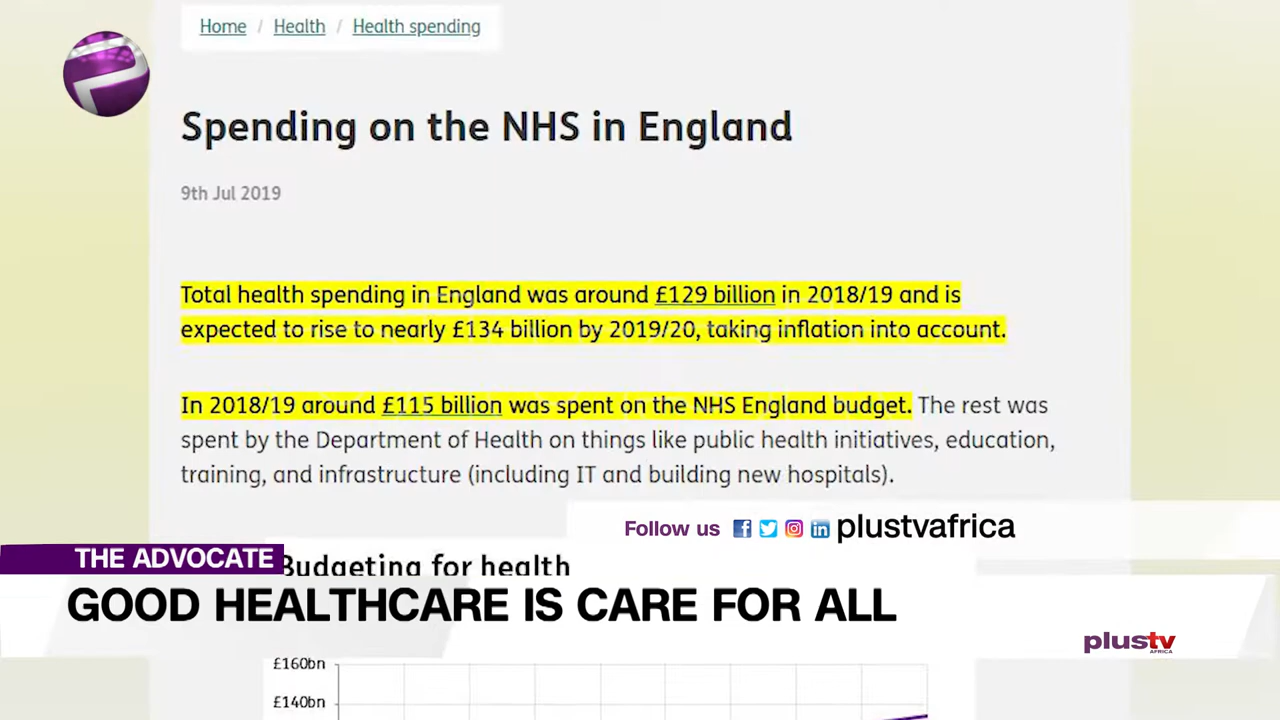 Home / Health / Health spending
Spending on the NHS in England
9th Jul 2019
Total health spending in England was around £129 billion in 2018/19 and is
expected to rise to nearly £134 billion by 2019/20, taking inflation into account.
In 2018/19 around £115 billion was spent on the NHS England budget. The rest was
spent by the Department of Health on things like public health initiatives, education,
training, and infrastructure (including IT and building new hospitals).
Follow us plustvafrica
THE ADVOCATE
Budgeting for health
GOOD HEALTHCARE IS CARE FOR ALL
plustv
AFRICA
£160bn
£140bn